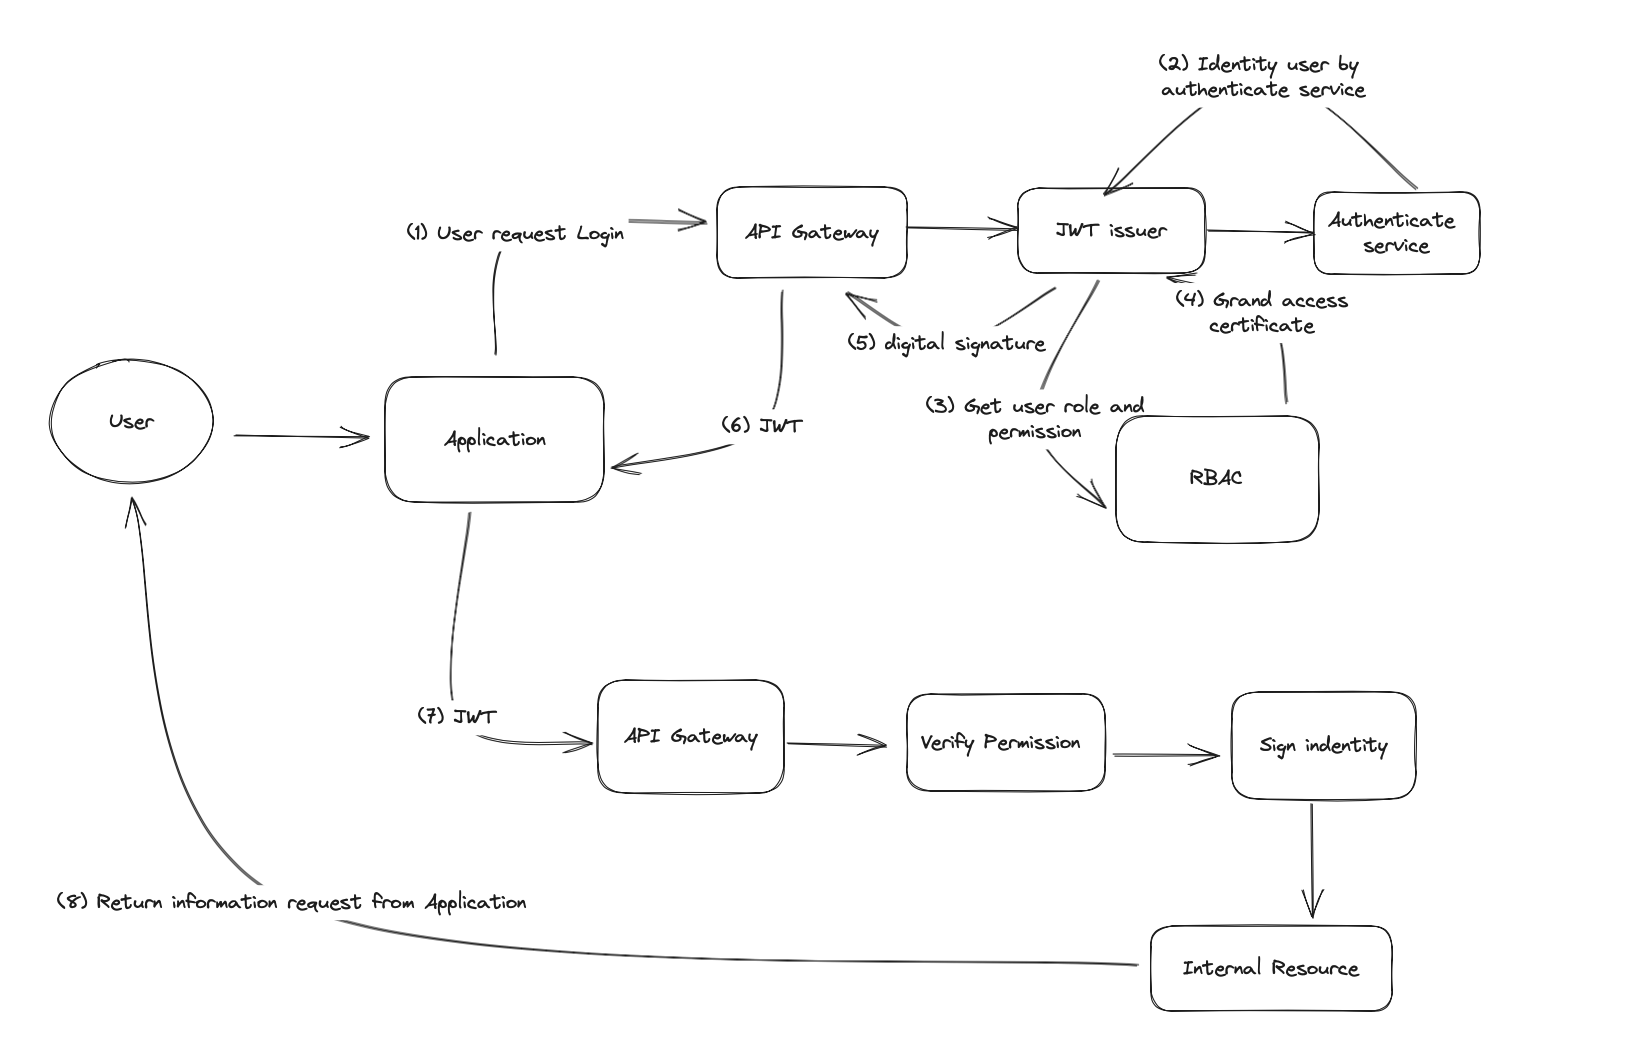 (2) Identity user by
authenticate service
(1) User request Login
API Gateway
JWT issuer
Authenticate
service
(4) Grand access
certificate
(5) digital signature
(3) Get user role and
permission
User
Application
(6) JWT
RBAC
(7) JWT
API Gateway
Verify Permission
Sign indentity
(8) Return information request from Application
Internal Resource